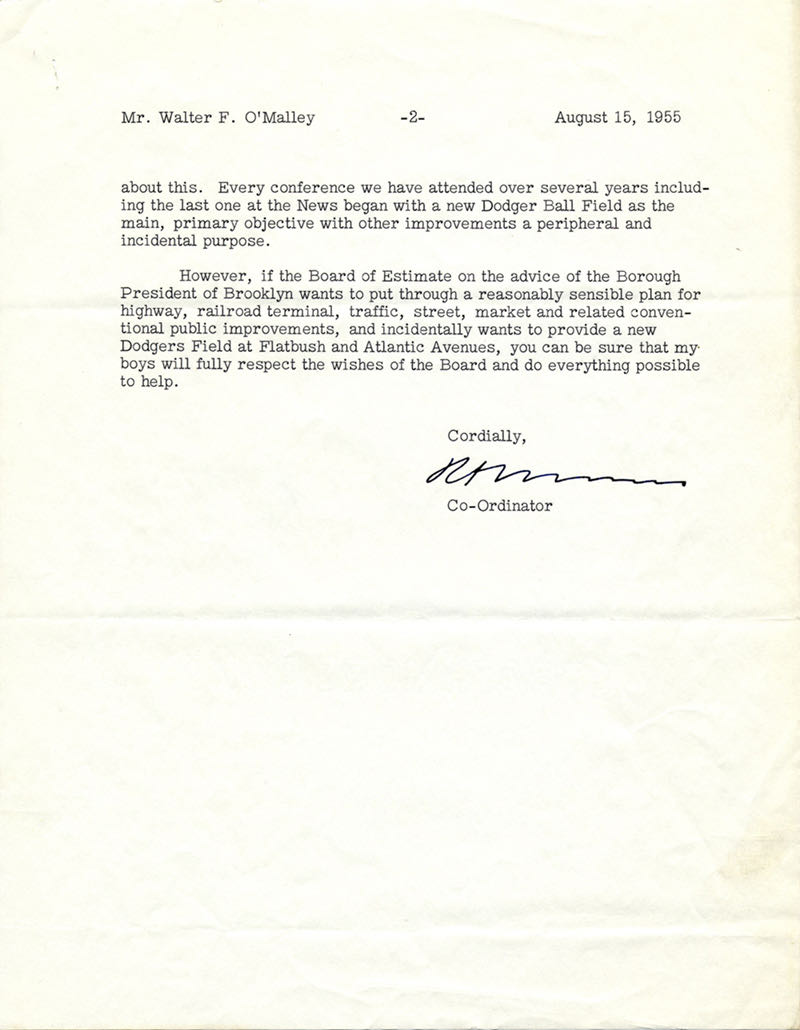 Mr. Walter F. O'Malley -2- August 15, 1955
about this. Every conference we have attended over several years includ-
ing the last one at the News began with a new Dodger Ball Field as the
main, primary objective with other improvements a peripheral and
incidental purpose.
However, if the Board of Estimate on the advice of the Borough
President of Brooklyn wants to put through a reasonably sensible plan for
highway, railroad terminal, traffic, street, market and related conven-
tional public improvements, and incidentally wants to provide a new
Dodgers Field at Flatbush and Atlantic Avenues, you can be sure that my
boys will fully respect the wishes of the Board and do everything possible
to help.
Cordially,
Co-Ordinator